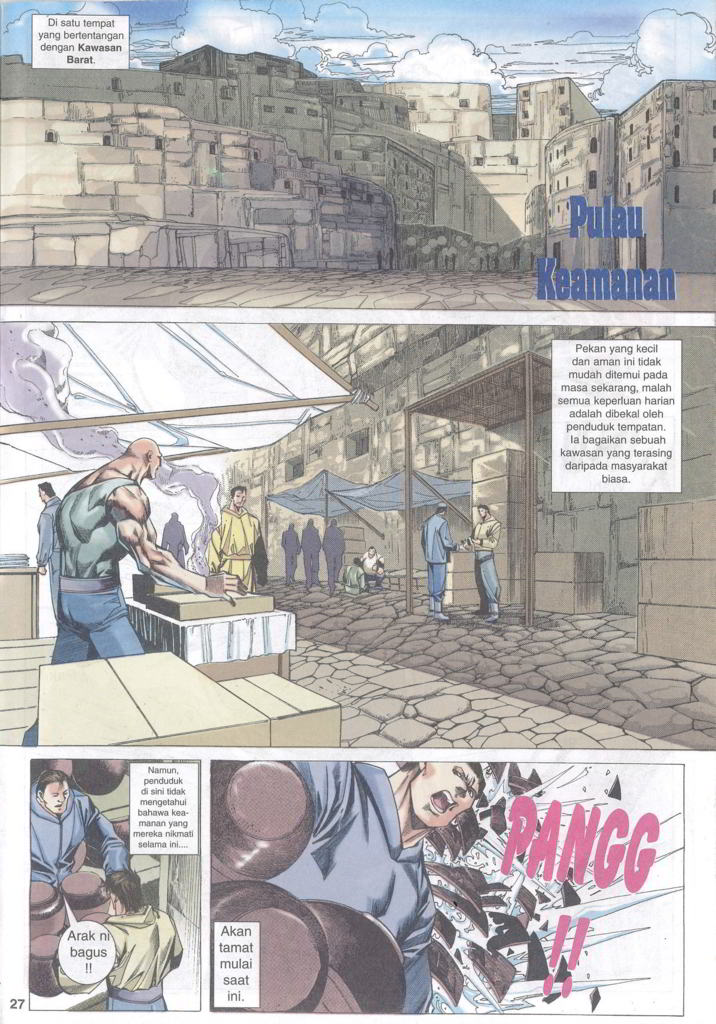 Di satu tempat
yang bertentangan
dengan Kawasan
Barat.
Pulau
Keamanan
Pekan yang kecil
dan aman ini tidak
mudah ditemui pada
masa sekarang, malah
semua keperluan harian
adalah dibekal oleh
penduduk tempatan.
Ia bagaikan sebuah
kawasan yang terasing
daripada masyarakat
biasa.
Namun,
penduduk
di sini tidak
mengetahui
bahawa kea-
manan yang
mereka nikmati
selama ini....
Arak ni
bagus
!!
Akan
tamat
mulai
saat
ini.
PANGG
!!
27